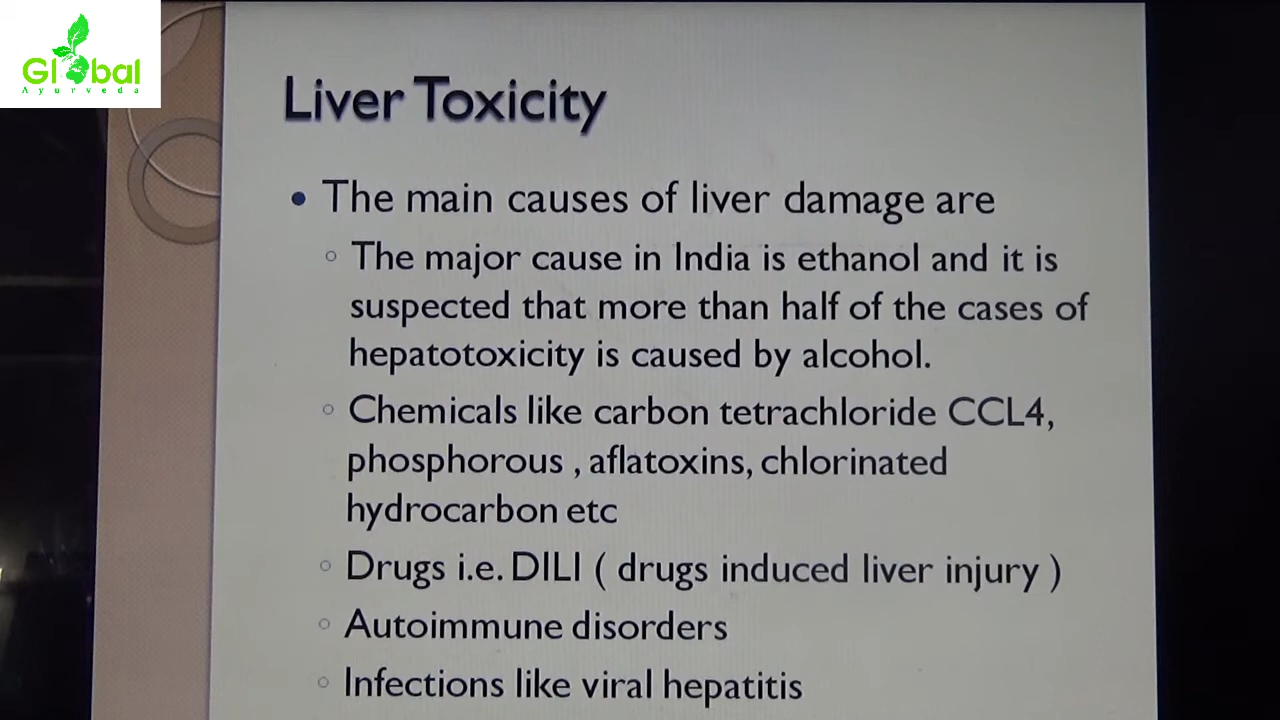 Global
Ayurveda
Liver Toxicity
• The main causes of liver damage are
◦ The major cause in India is ethanol and it is
suspected that more than half of the cases of
hepatotoxicity is caused by alcohol.
◦ Chemicals like carbon tetrachloride CCL4,
phosphorous , aflatoxins, chlorinated
hydrocarbon etc
◦ Drugs i.e. DILI ( drugs induced liver injury )
◦ Autoimmune disorders
◦ Infections like viral hepatitis